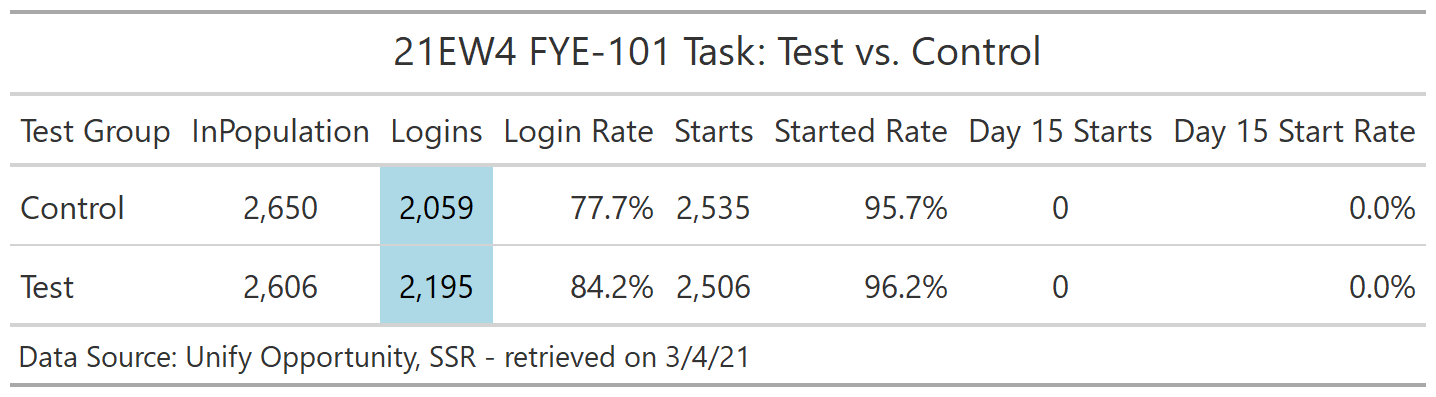 21EW4 FYE-101 Task: Test vs. Control
Test Group InPopulation Logins Login Rate Starts Started Rate Day 15 Starts Day 15 Start Rate
Control 2,650 2,059 77.7% 2,535 95.7% 0 0.0%
Test 2,606 2,195 84.2% 2,506 96.2% 0 0.0%
Data Source: Unify Opportunity, SSR - retrieved on 3/4/21